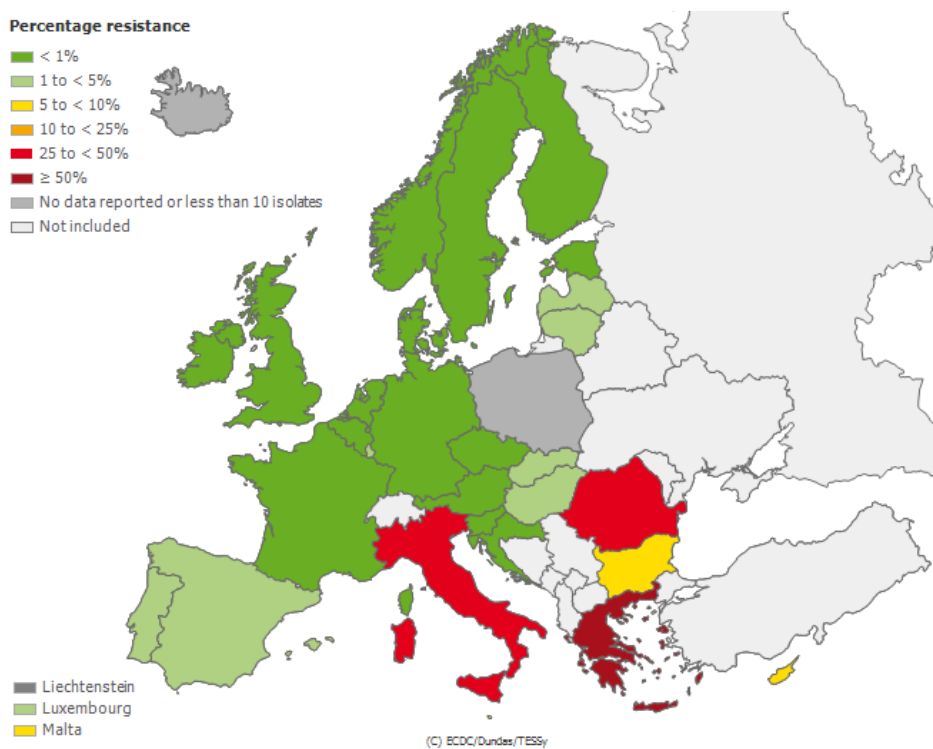 Percentage resistance
< 1%
1 to < 5%
5 to < 10%
10 to < 25%
25 to < 50%
≥ 50%
No data reported or less than 10 isolates
Not included
Liechtenstein
Luxembourg
Malta
(C) ECDC/Dundas/TESSy